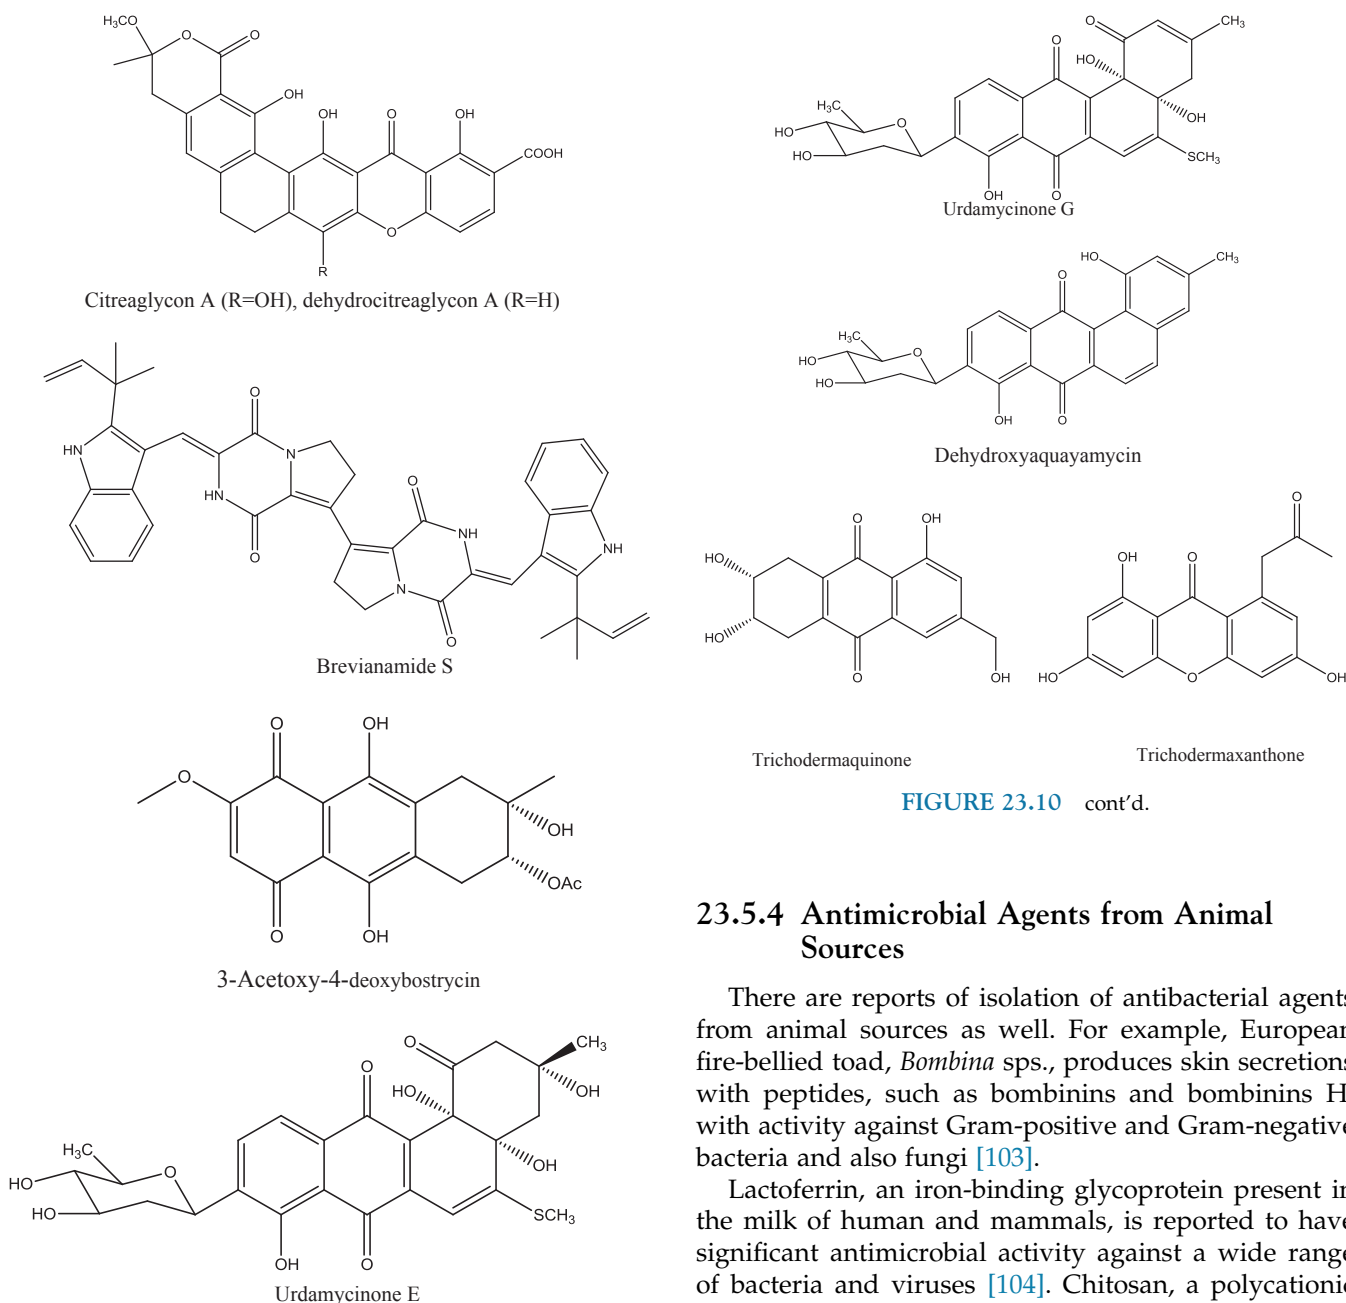 H₃CO
O
O
OH
OH
O
OH
COOH
O
R
Citreaglycon A (R=OH), dehydrocitreaglycon A (R=H)
HN
O
N
HN
O
O
NH
NH
N
O
Brevianamide S
O
OH
O
OH
OAc
O
OH
3-Acetoxy-4-deoxybostrycin
O
CH₃
O
HO
OH
OH
H₃C
O
HO
HO
SCH₃
OH
O
Urdamycinone E
O
CH₃
O
HO
OH
H₃C
O
HO
HO
SCH₃
OH
O
Urdamycinone G
HO
CH₃
O
H₃C
O
HO
HO
OH
O
Dehydroxyaquayamycin
O
OH
HO
HO
O
OH
Trichodermaquinone
O
OH
O
HO
O
OH
Trichodermaxanthone
FIGURE 23.10 cont'd.
23.5.4 Antimicrobial Agents from Animal
Sources
There are reports of isolation of antibacterial agents
from animal sources as well. For example, European
fire-bellied toad, Bombina sps., produces skin secretions
with peptides, such as bombinins and bombinins H
with activity against Gram-positive and Gram-negative
bacteria and also fungi [103].
Lactoferrin, an iron-binding glycoprotein present in
the milk of human and mammals, is reported to have
significant antimicrobial activity against a wide range
of bacteria and viruses [104]. Chitosan, a polycationic